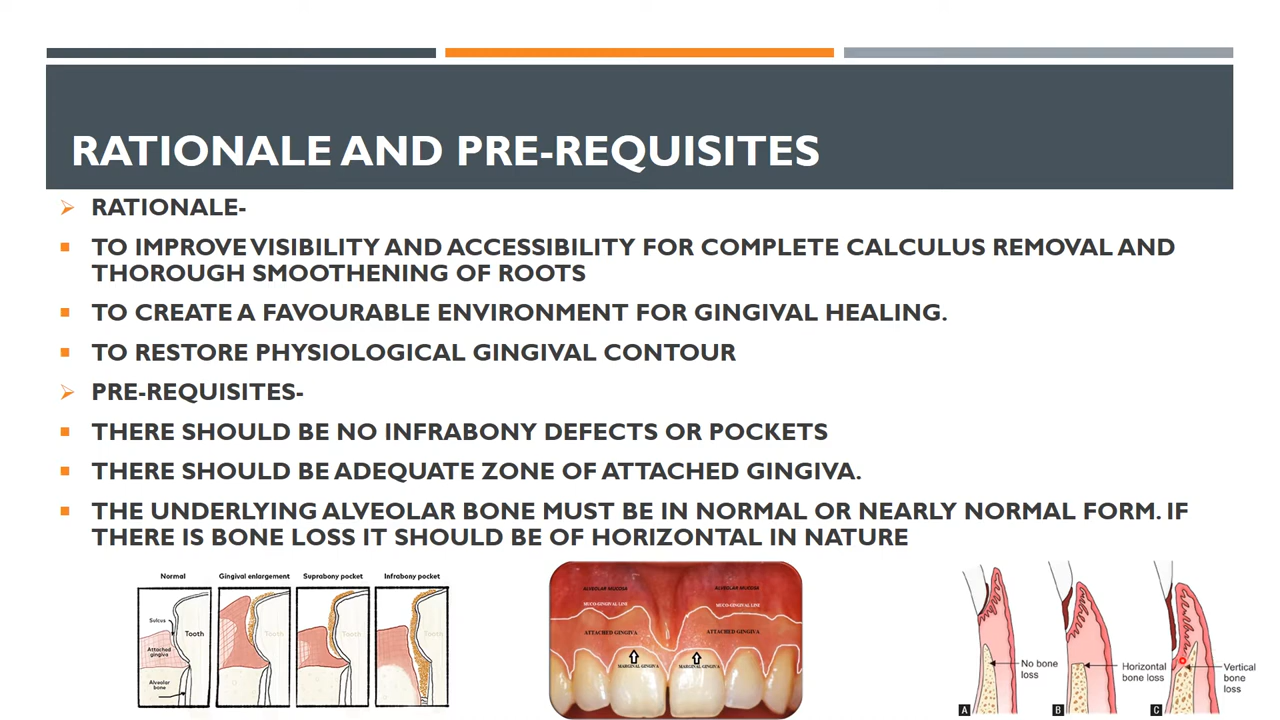 RATIONALE AND PRE-REQUISITES
RATIONALE-
TO IMPROVE VISIBILITY AND ACCESSIBILITY FOR COMPLETE CALCULUS REMOVAL AND
THOROUGH SMOOTHENING OF ROOTS
TO CREATE A FAVOURABLE ENVIRONMENT FOR GINGIVAL HEALING.
TO RESTORE PHYSIOLOGICAL GINGIVAL CONTOUR
PRE-REQUISITES-
THERE SHOULD BE NO INFRABONY DEFECTS OR POCKETS
THERE SHOULD BE ADEQUATE ZONE OF ATTACHED GINGIVA.
THE UNDERLYING ALVEOLAR BONE MUST BE IN NORMAL OR NEARLY NORMAL FORM. IF
THERE IS BONE LOSS IT SHOULD BE OF HORIZONTAL IN NATURE
Normal
Gingival enlargement
Suprabony pocket
Infrabony pocket
Sulcus
Tooth
Tooth
Tooth
Tooth
Attached
gingiva
Alveolar
bone
ALVEOLAR MUCOSA
ALVEOLAR MUCOSA
MUCO-GINGIVAL LINE
MUCO-GINGIVAL LINE
ATTACHED GINGIVA
ATTACHED GINGIVA
MARGINAL GINGIVA
MARGINAL GINGIVA
No bone
loss
Horizontal
bone loss
Vertical
bone
loss
A
B
C